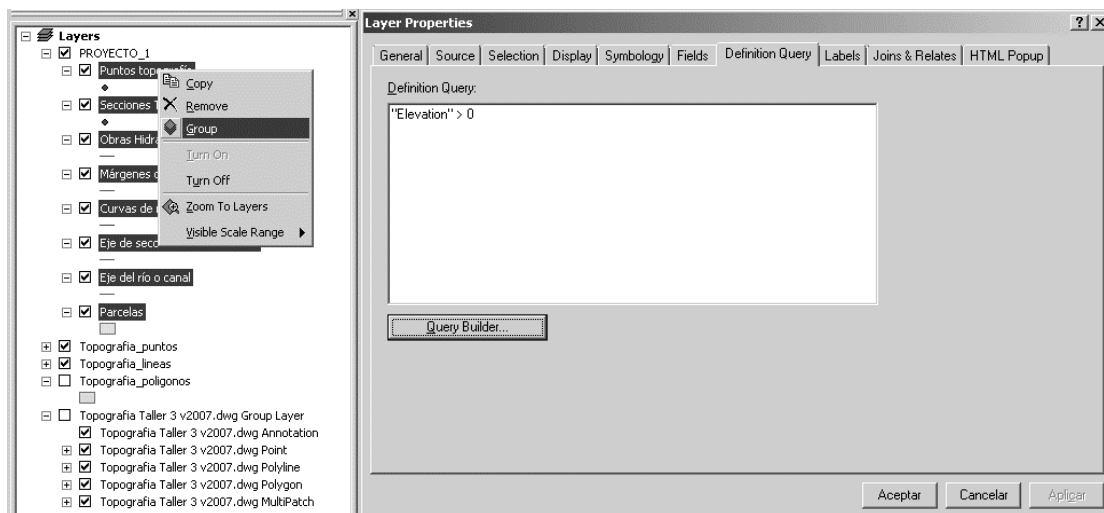 Layers
PROYECTO_1
Puntos topografía
Secciones
Obras
Márgenes
Curvas de
Eje de
Eje del río o canal
Parcelas
Topografia_puntos
Topografia_lineas
Topografia_poligonos
Topografia Taller 3 v2007.dwg Group Layer
Topografia Taller 3 v2007.dwg Annotation
Topografia Taller 3 v2007.dwg Point
Topografia Taller 3 v2007.dwg Polyline
Topografia Taller 3 v2007.dwg Polygon
Topografia Taller 3 v2007.dwg MultiPatch
Copy
Remove
Group
Turn On
Turn Off
Zoom To Layers
Visible Scale Range
Layer Properties
General Source Selection Display Symbology Fields Definition Query Labels Joins & Relates HTML Popup
Definition Query:
"Elevation" > 0
Query Builder...
Aceptar Cancelar Aplicar